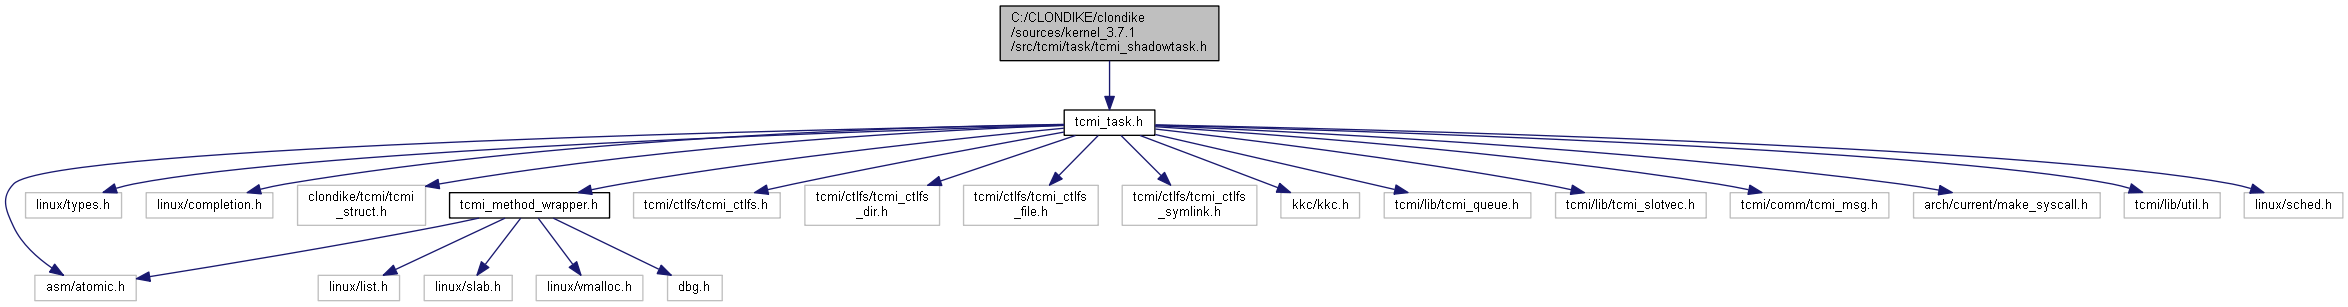 C:/CLONDIKE/clondike
/sources/kernel_3.7.1
/src/tcmi/task/tcmi_shadowtask.h
tcmi_task.h
linux/types.h
linux/completion.h
clondike/tcmi/tcmi
_struct.h
tcmi_method_wrapper.h
tcmi/ctlfs/tcmi_ctlfs.h
tcmi/ctlfs/tcmi_ctlfs
_dir.h
tcmi/ctlfs/tcmi_ctlfs
_file.h
tcmi/ctlfs/tcmi_ctlfs
_symlink.h
kkc/kkc.h
tcmi/lib/tcmi_queue.h
tcmi/lib/tcmi_slotvec.h
tcmi/comm/tcmi_msg.h
arch/current/make_syscall.h
tcmi/lib/util.h
linux/sched.h
asm/atomic.h
linux/list.h
linux/slab.h
linux/vmalloc.h
dbg.h